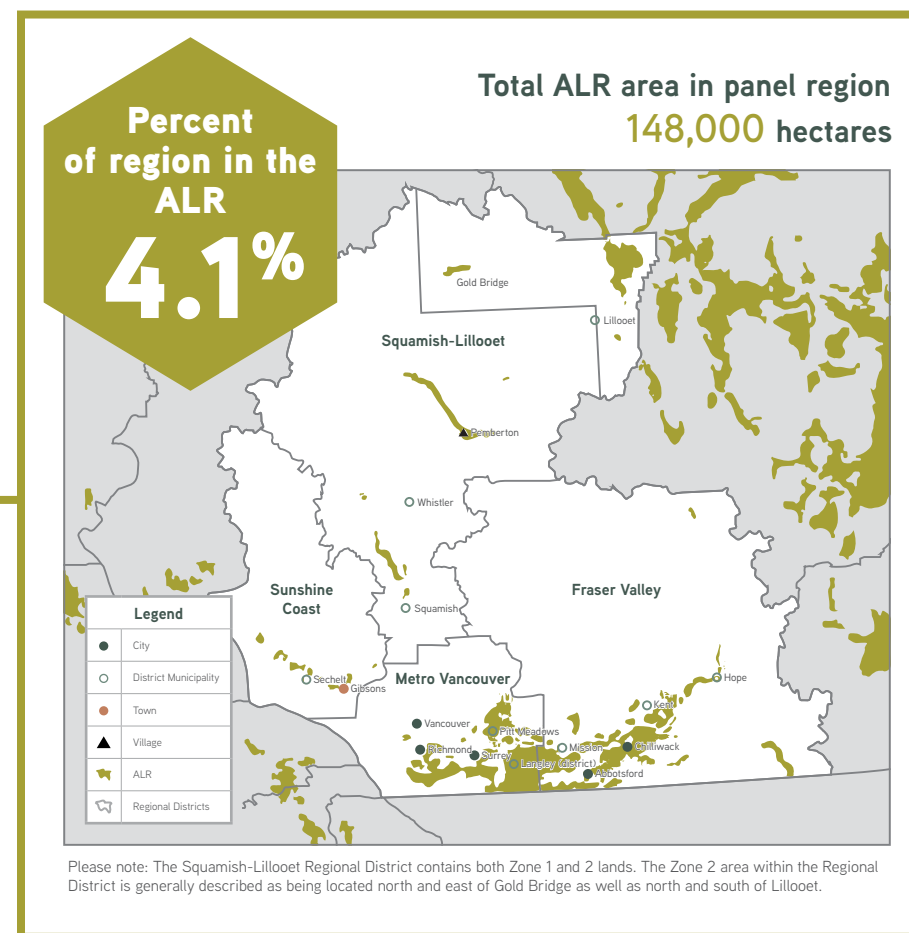 Percent
of region in the
ALR
4.1%
Total ALR area in panel region
148,000 hectares
Gold Bridge
Lillooet
Squamish-Lillooet
Pemberton
Whistler
Fraser Valley
Sunshine
Coast
Squamish
Sechelt
Gibsons
Metro Vancouver
Hope
Kent
Vancouver
Pitt Meadows
Richmond
Surrey
Mission
Chilliwack
Langley (district)
Abbotsford
Legend
City
District Municipality
Town
Village
ALR
Regional Districts
Please note: The Squamish-Lillooet Regional District contains both Zone 1 and 2 lands. The Zone 2 area within the Regional
District is generally described as being located north and east of Gold Bridge as well as north and south of Lillooet.